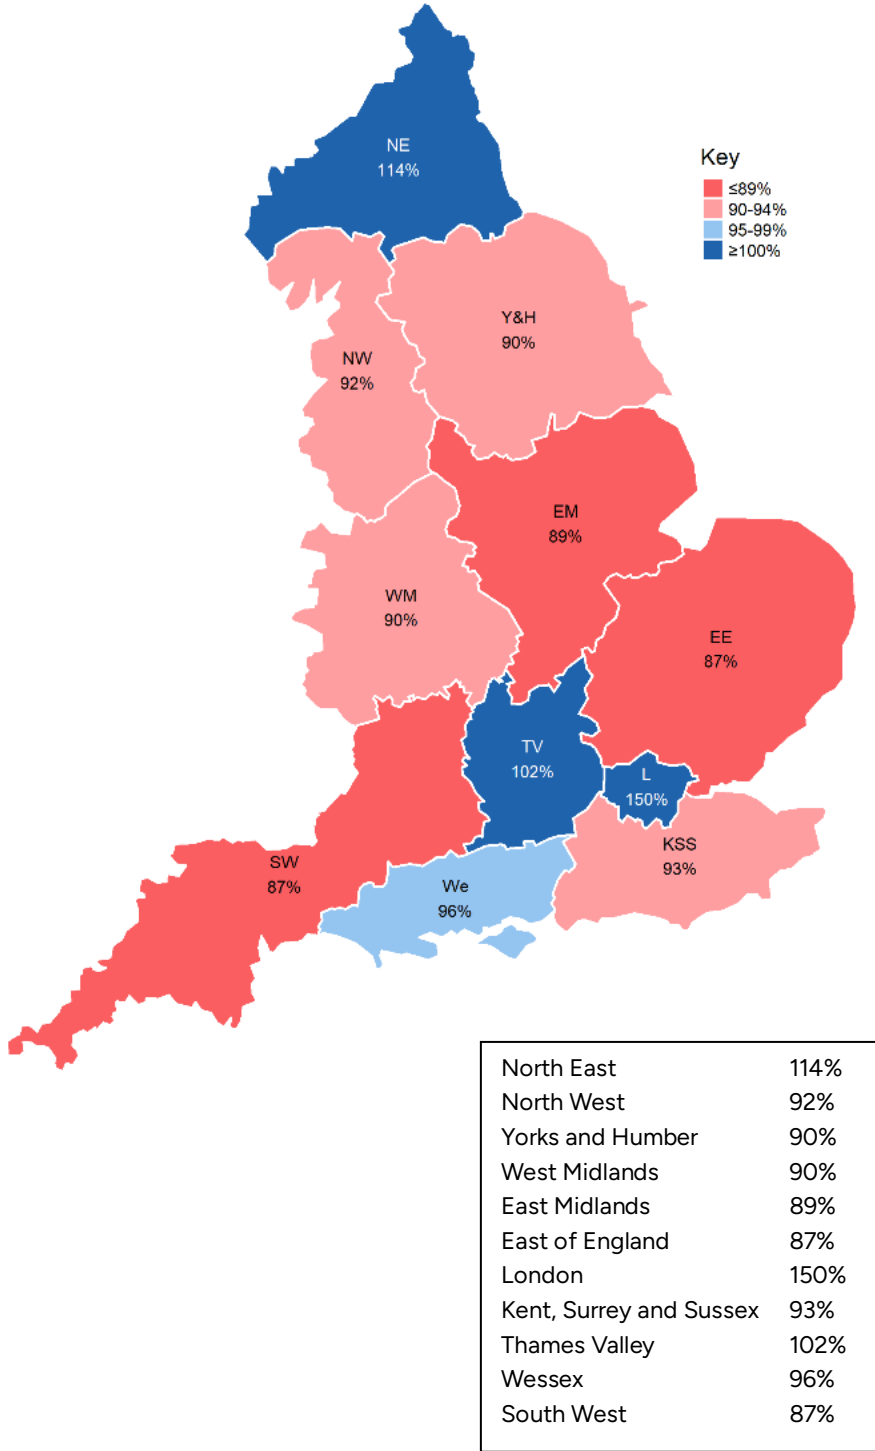 NE
114%
Key
≤89%
90-94%
95-99%
≥100%
Y&H
90%
NW
92%
EM
89%
WM
90%
EE
87%
TV
102%
L
150%
KSS
93%
SW
87%
We
96%
North East 114%
North West 92%
Yorks and Humber 90%
West Midlands 90%
East Midlands 89%
East of England 87%
London 150%
Kent, Surrey and Sussex 93%
Thames Valley 102%
Wessex 96%
South West 87%